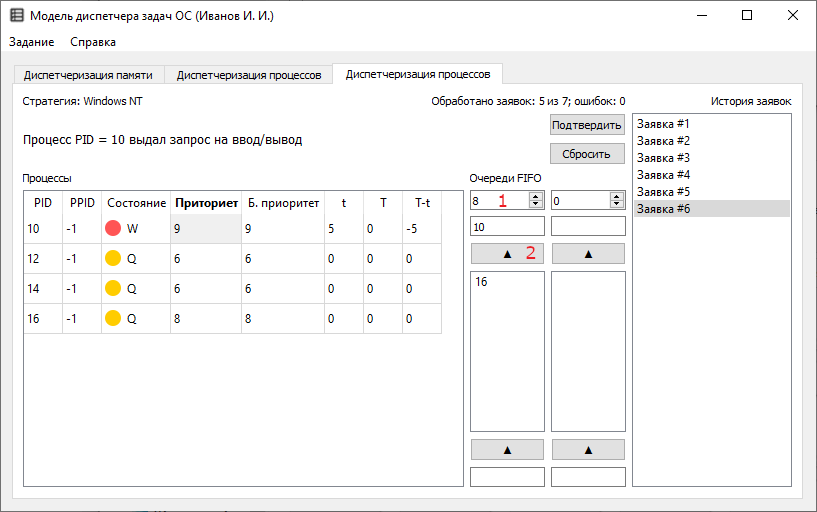 Модель диспетчера задач ОС (Иванов И. И.)
Задание Справка
Диспетчеризация памяти Диспетчеризация процессов Диспетчеризация процессов
Стратегия: Windows NT Обработано заявок: 5 из 7; ошибок: 0 История заявок
Процесс PID = 10 выдал запрос на ввод/вывод
Подтвердить
Сбросить
Процессы
PID PPID Состояние Приториет Б. приоритет t T T-t
10 -1 W 9 9 5 0 -5
12 -1 Q 6 6 0 0 0
14 -1 Q 6 6 0 0 0
16 -1 Q 8 8 0 0 0
Очереди FIFO
8 1 0
10
▲ 2 ▲
16
▲ ▲
Заявка #1
Заявка #2
Заявка #3
Заявка #4
Заявка #5
Заявка #6